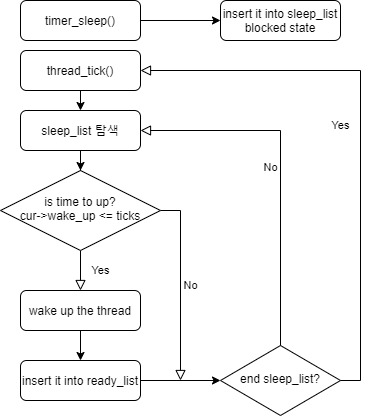 timer_sleep()
insert it into sleep_list
blocked state
thread_tick()
Yes
sleep_list 탐색
No
is time to up?
cur->wake_up <= ticks
Yes
No
wake up the thread
insert it into ready_list
end sleep_list?